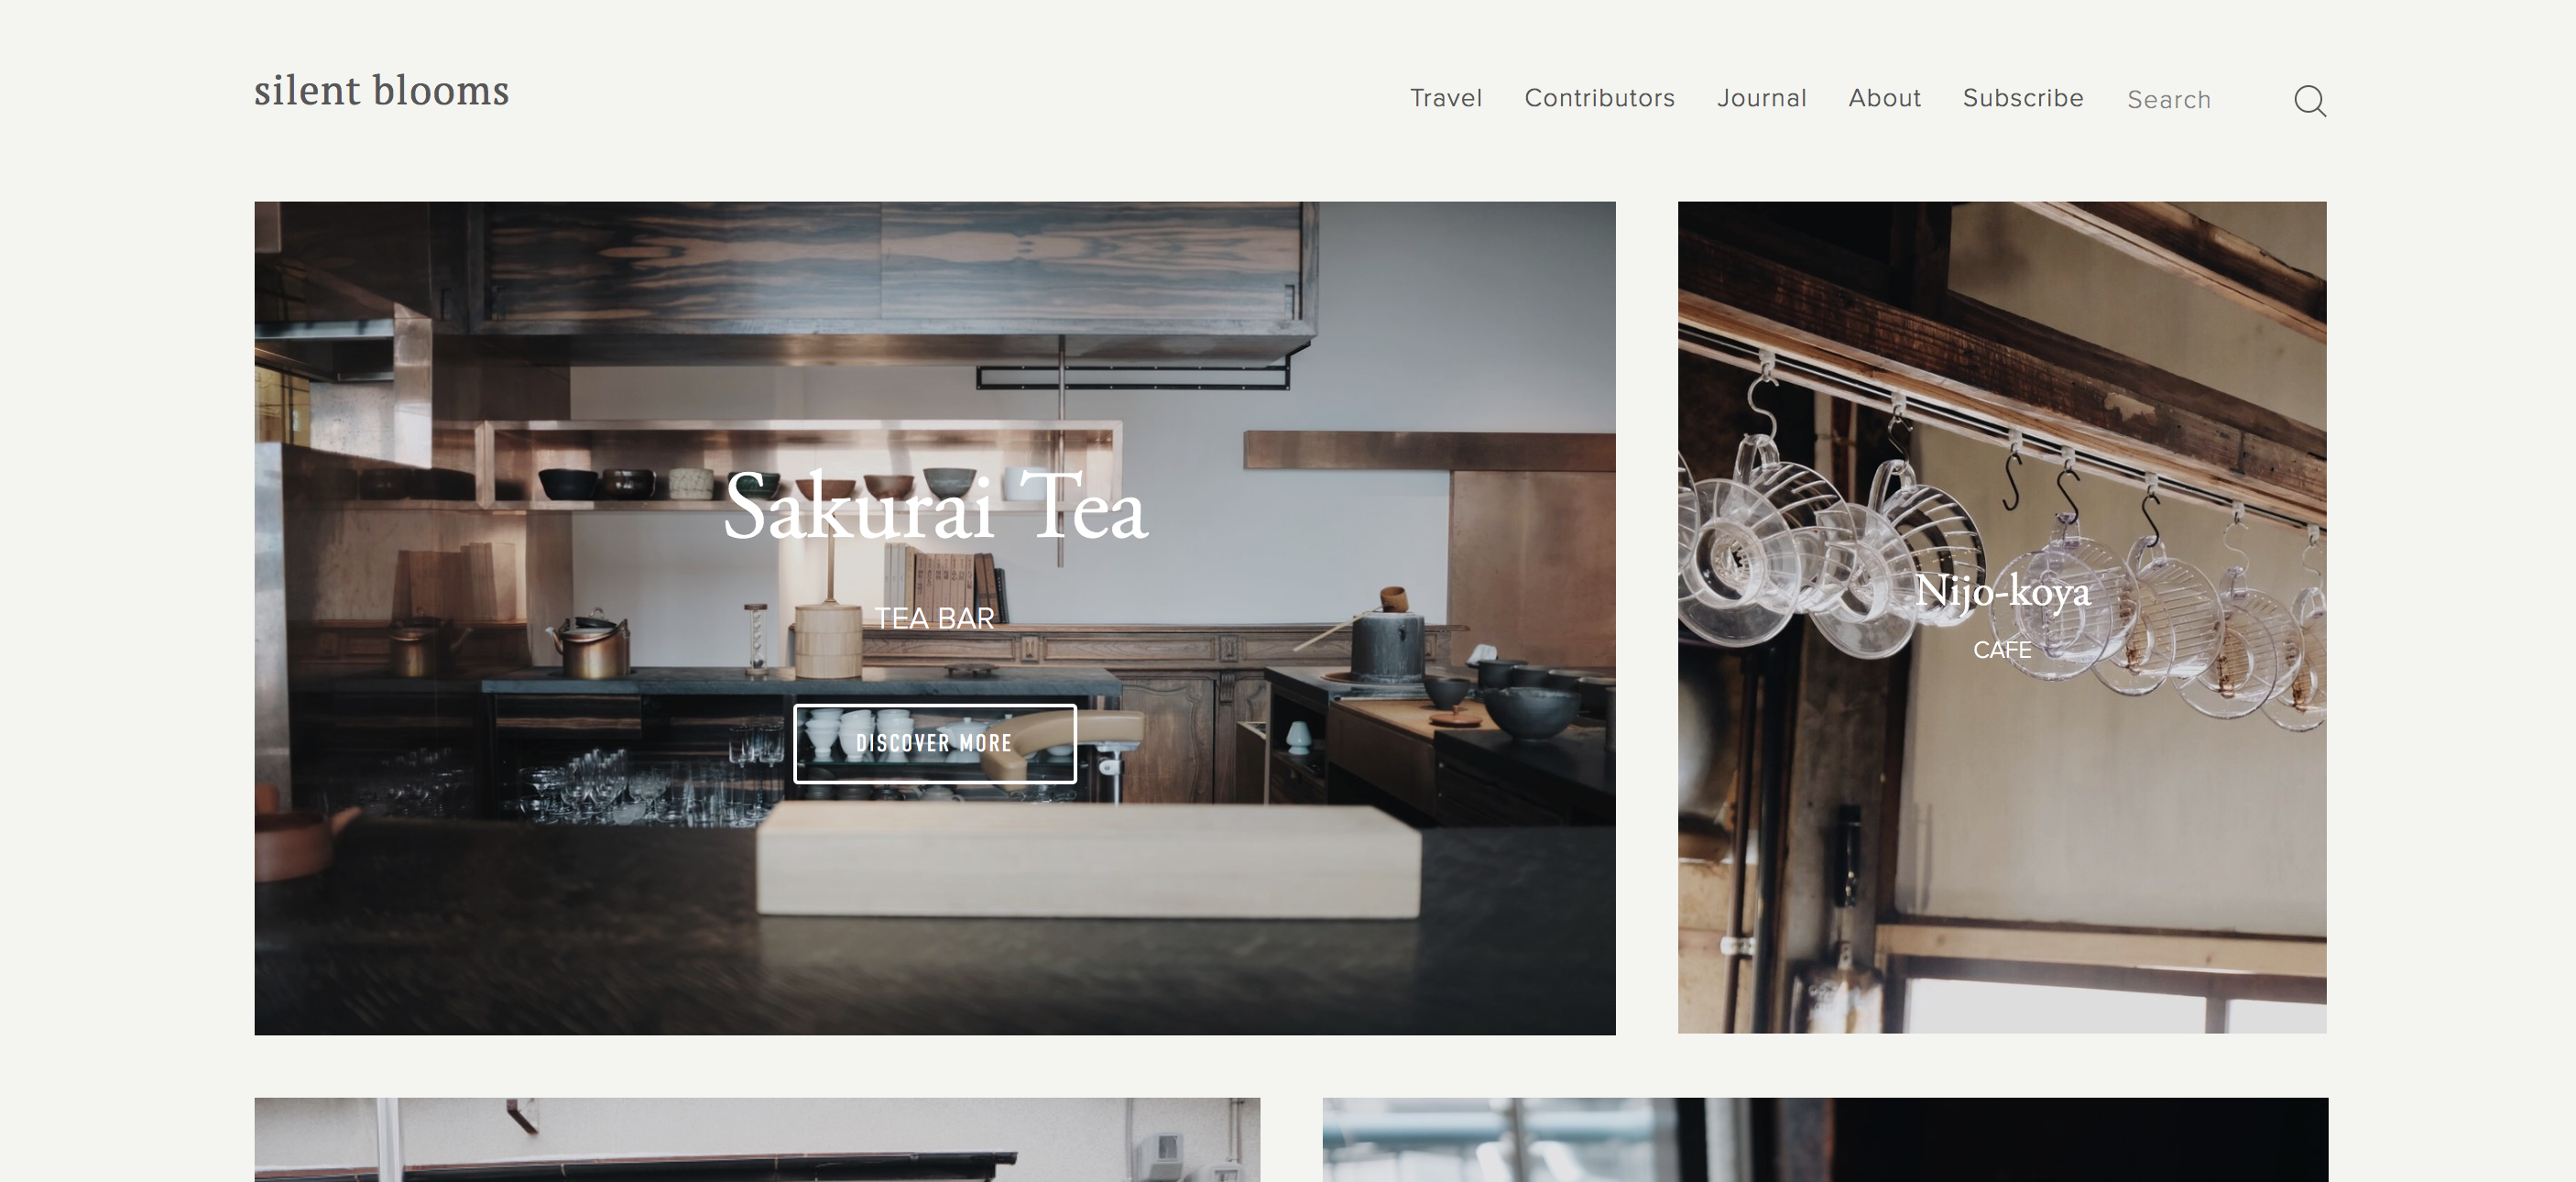 silent blooms
Travel Contributors Journal About Subscribe Search
Sakurai Tea
TEA BAR
DISCOVER MORE
Nijo-koya
CAFE